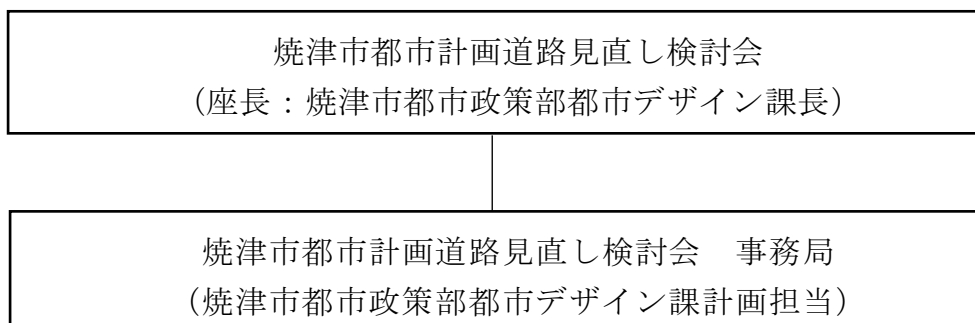 焼津市都市計画道路見直し検討会
（座長：焼津市都市政策部都市デザイン課長）
焼津市都市計画道路見直し検討会　事務局
（焼津市都市政策部都市デザイン課計画担当）